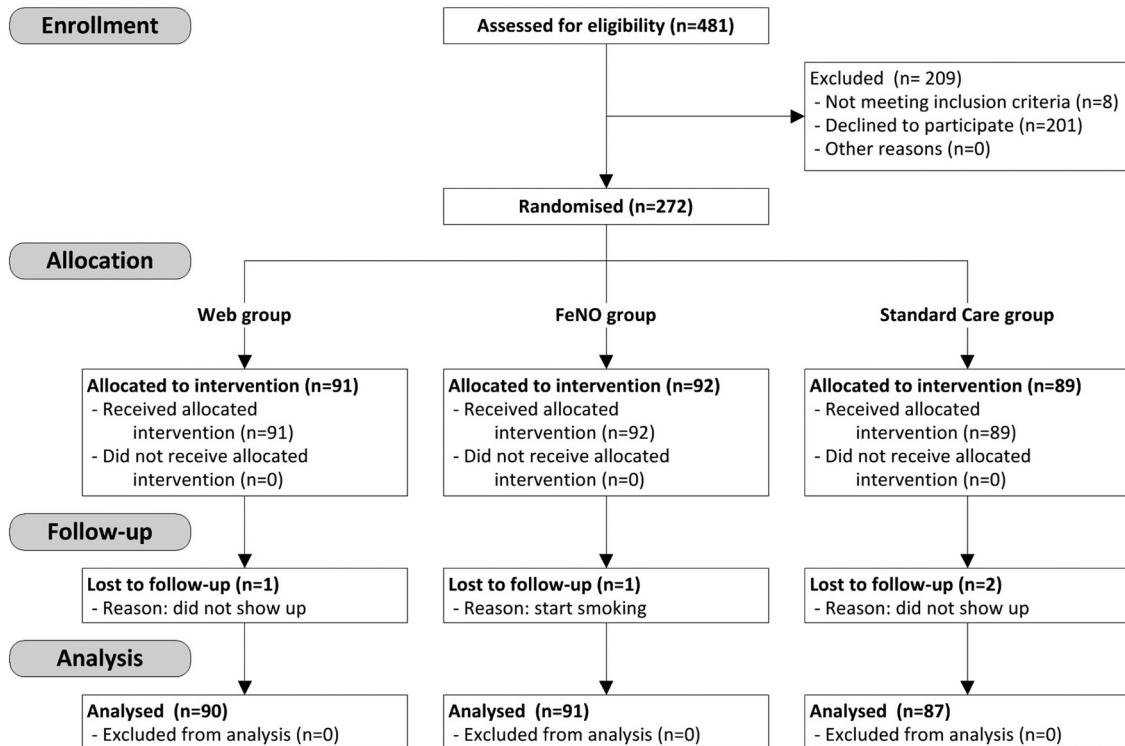 Enrollment
Assessed for eligibility (n=481)
Excluded (n= 209)
- Not meeting inclusion criteria (n=8)
- Declined to participate (n=201)
- Other reasons (n=0)
Randomised (n=272)
Allocation
Web group
FeNO group
Standard Care group
Allocated to intervention (n=91)
- Received allocated
intervention (n=91)
- Did not receive allocated
intervention (n=0)
Allocated to intervention (n=92)
- Received allocated
intervention (n=92)
- Did not receive allocated
intervention (n=0)
Allocated to intervention (n=89)
- Received allocated
intervention (n=89)
- Did not receive allocated
intervention (n=0)
Follow-up
Lost to follow-up (n=1)
- Reason: did not show up
Lost to follow-up (n=1)
- Reason: start smoking
Lost to follow-up (n=2)
- Reason: did not show up
Analysis
Analysed (n=90)
- Excluded from analysis (n=0)
Analysed (n=91)
- Excluded from analysis (n=0)
Analysed (n=87)
- Excluded from analysis (n=0)